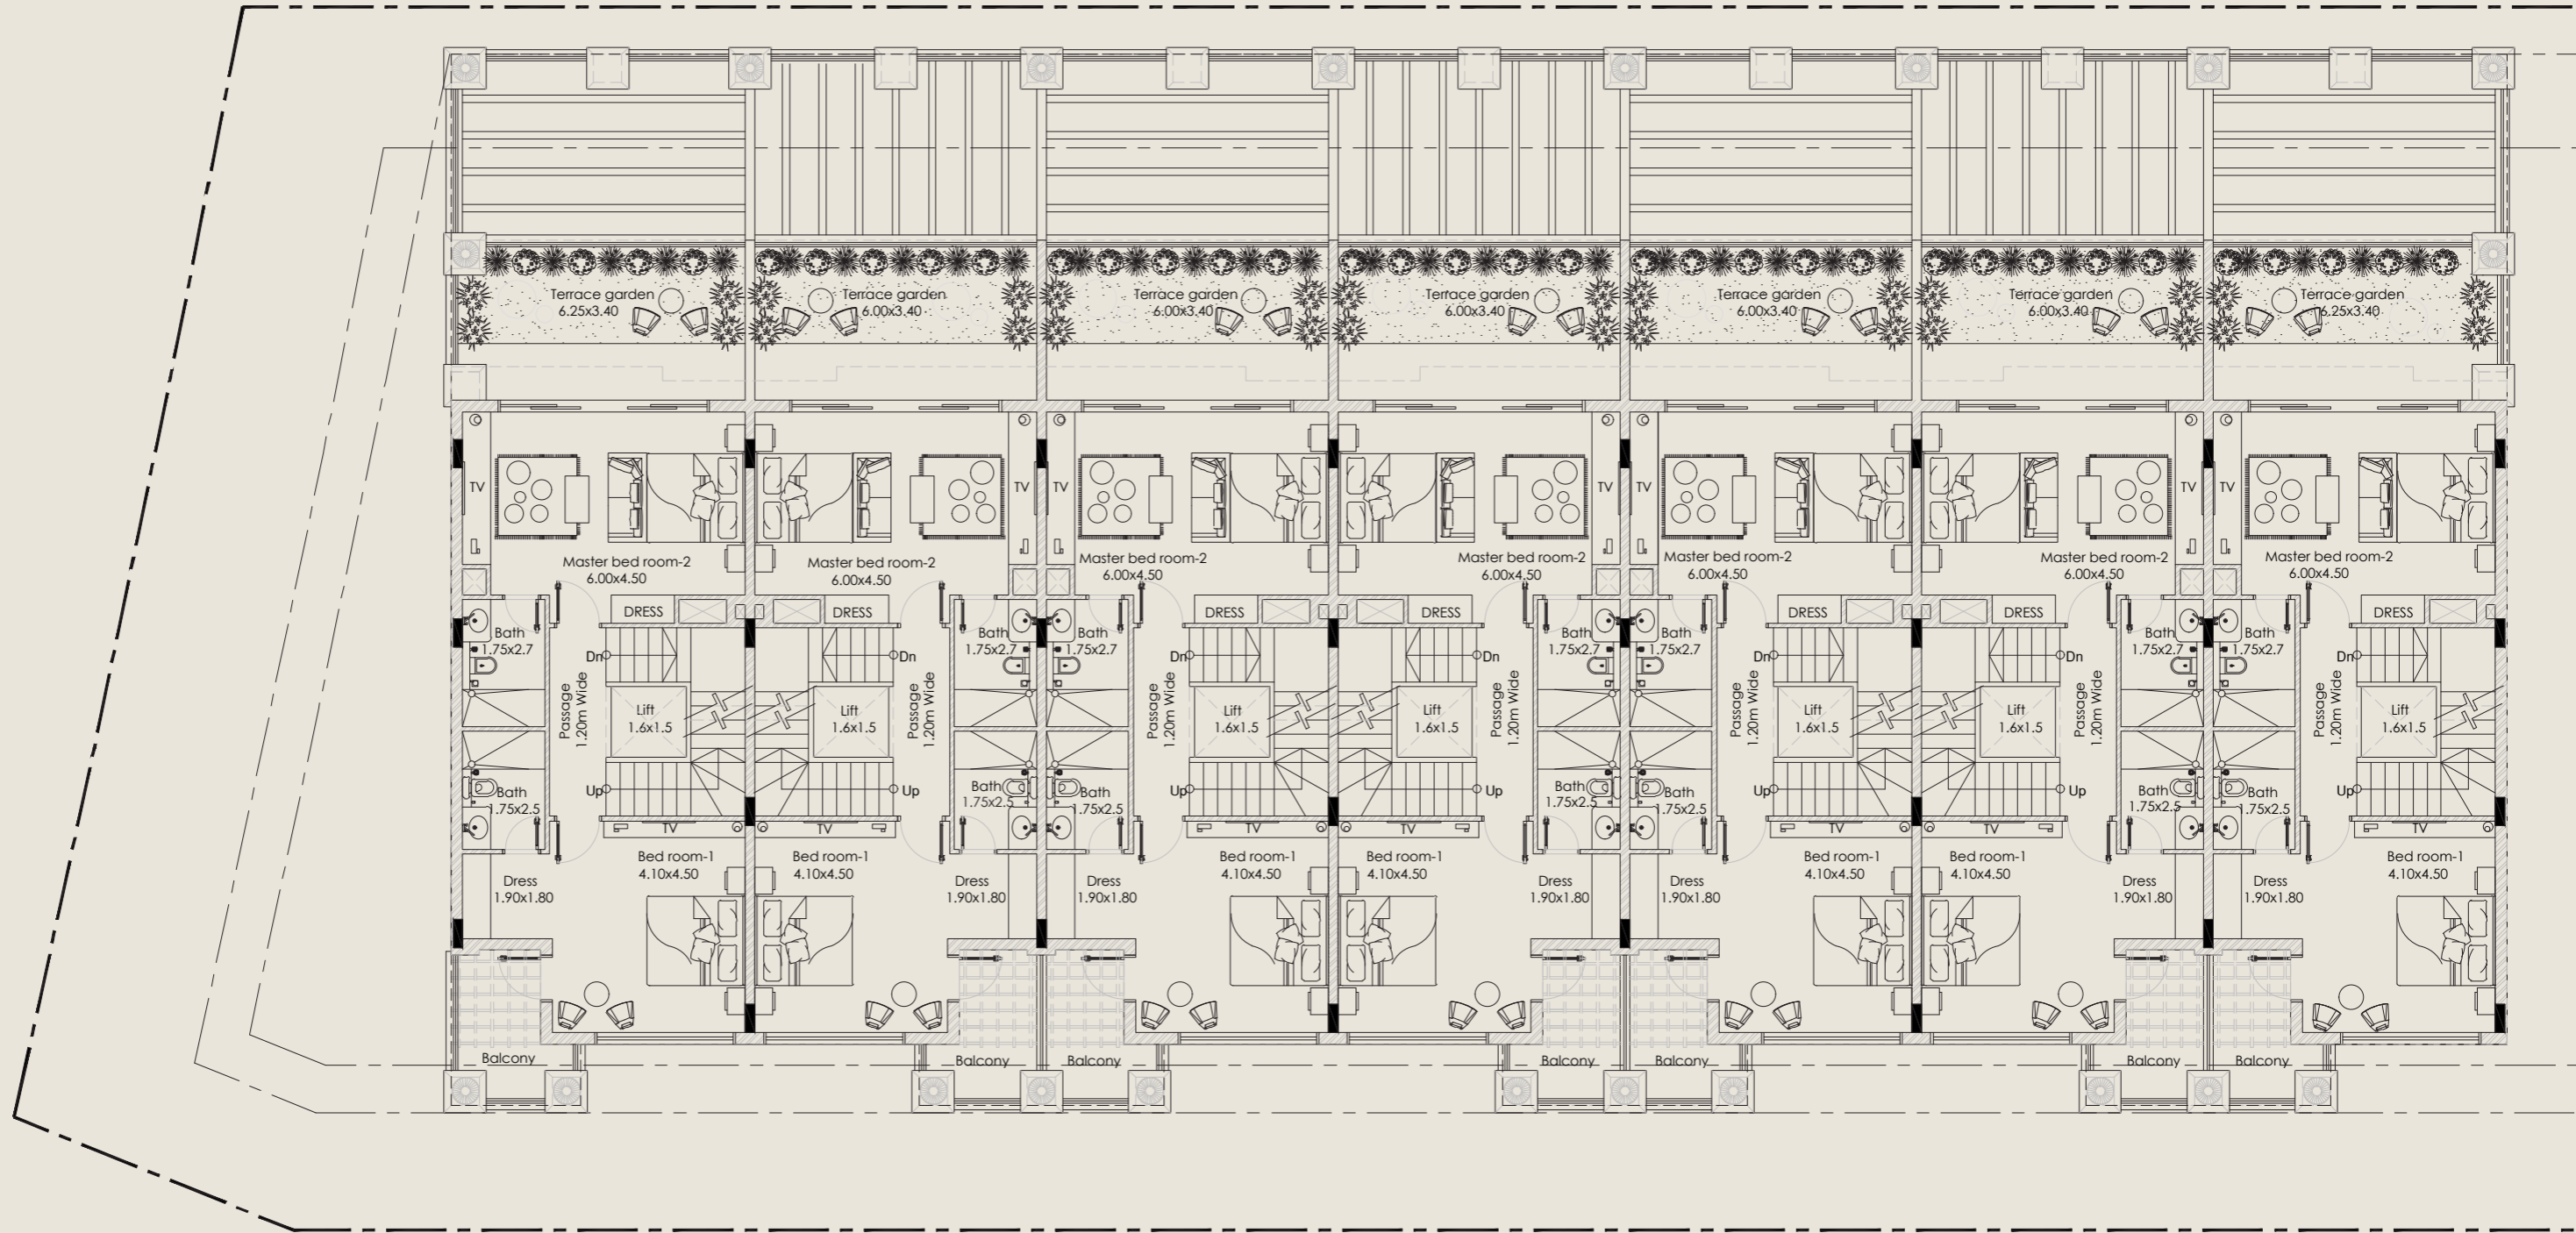 Terrace garden
6.25x3.40
Terrace garden
6.00x3.40
Terrace garden
6.00x3.40
Terrace garden
6.00x3.40
Terrace garden
6.00x3.40
Terrace garden
6.00x3.40
Terrace garden
6.25x3.40
TV
TV
TV
TV
TV
TV
TV
Master bed room-2
6.00x4.50
Master bed room-2
6.00x4.50
Master bed room-2
6.00x4.50
Master bed room-2
6.00x4.50
Master bed room-2
6.00x4.50
Master bed room-2
6.00x4.50
Master bed room-2
6.00x4.50
DRESS
DRESS
DRESS
DRESS
DRESS
DRESS
DRESS
Bath
1.75x2.7
Bath
1.75x2.7
Bath
1.75x2.7
Bath
1.75x2.7
Bath
1.75x2.7
Bath
1.75x2.7
Bath
1.75x2.7
Dn
Dn
Dn
Dn
Dn
Dn
Dn
Passage
1.20m Wide
Passage
1.20m Wide
Passage
1.20m Wide
Passage
1.20m Wide
Passage
1.20m Wide
Passage
1.20m Wide
Passage
1.20m Wide
Lift
1.6x1.5
Lift
1.6x1.5
Lift
1.6x1.5
Lift
1.6x1.5
Lift
1.6x1.5
Lift
1.6x1.5
Lift
1.6x1.5
Bath
1.75x2.5
Bath
1.75x2.5
Bath
1.75x2.5
Bath
1.75x2.5
Bath
1.75x2.5
Bath
1.75x2.5
Bath
1.75x2.5
Up
Up
Up
Up
Up
Up
Up
TV
TV
TV
TV
TV
TV
TV
Bed room-1
4.10x4.50
Bed room-1
4.10x4.50
Bed room-1
4.10x4.50
Bed room-1
4.10x4.50
Bed room-1
4.10x4.50
Bed room-1
4.10x4.50
Bed room-1
4.10x4.50
Dress
1.90x1.80
Dress
1.90x1.80
Dress
1.90x1.80
Dress
1.90x1.80
Dress
1.90x1.80
Dress
1.90x1.80
Dress
1.90x1.80
Balcony
Balcony
Balcony
Balcony
Balcony
Balcony
Balcony